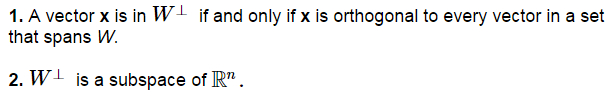 1. A vector x is in W⊥ if and only if x is orthogonal to every vector in a set
that spans W.
2. W⊥ is a subspace of ℝⁿ.